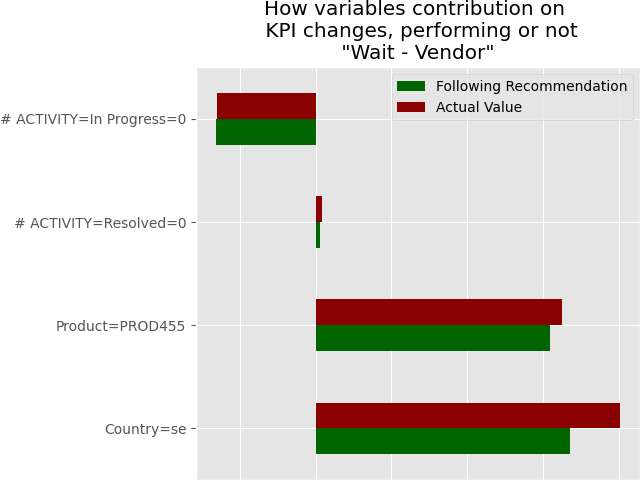 How variables contribution on
KPI changes, performing or not
"Wait - Vendor"
Following Recommendation
Actual Value
# ACTIVITY=In Progress=0
# ACTIVITY=Resolved=0
Product=PROD455
Country=se